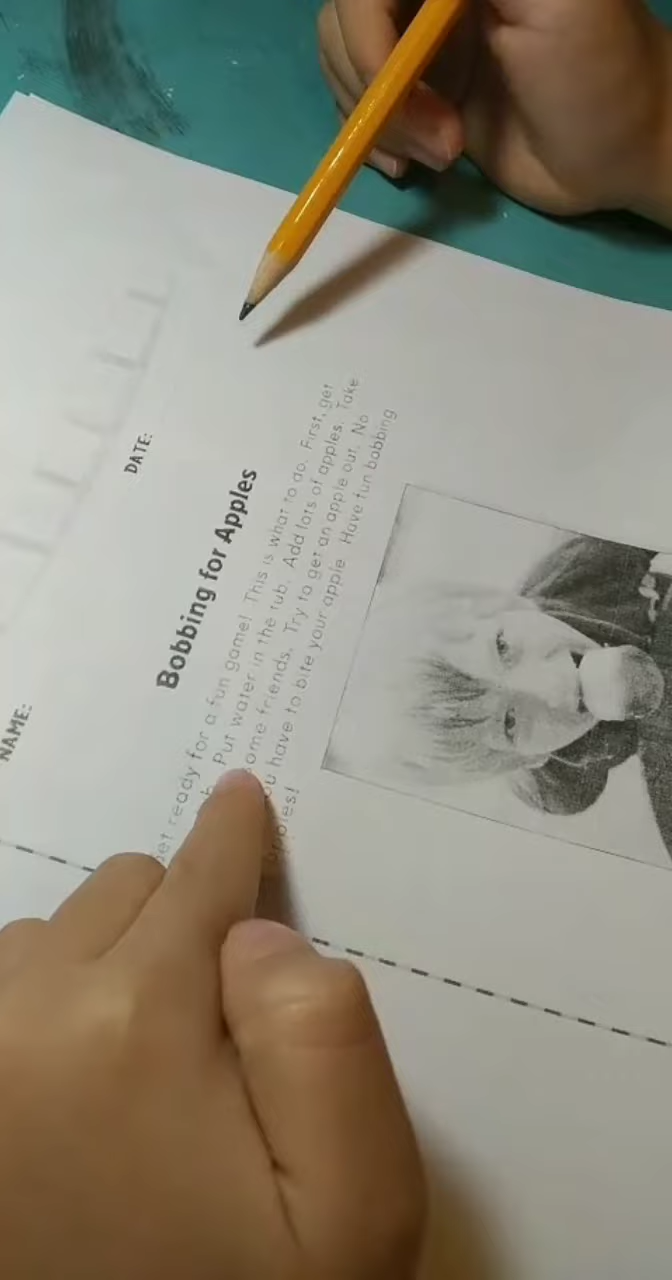 NAME:
DATE:
Bobbing for Apples
Get ready for a fun game! This is what to do. First, get
Put water in the tub. Add lots of apples. Take
some friends. Try to get an apple out. No
you have to bite your apple. Have fun bobbing
apples!